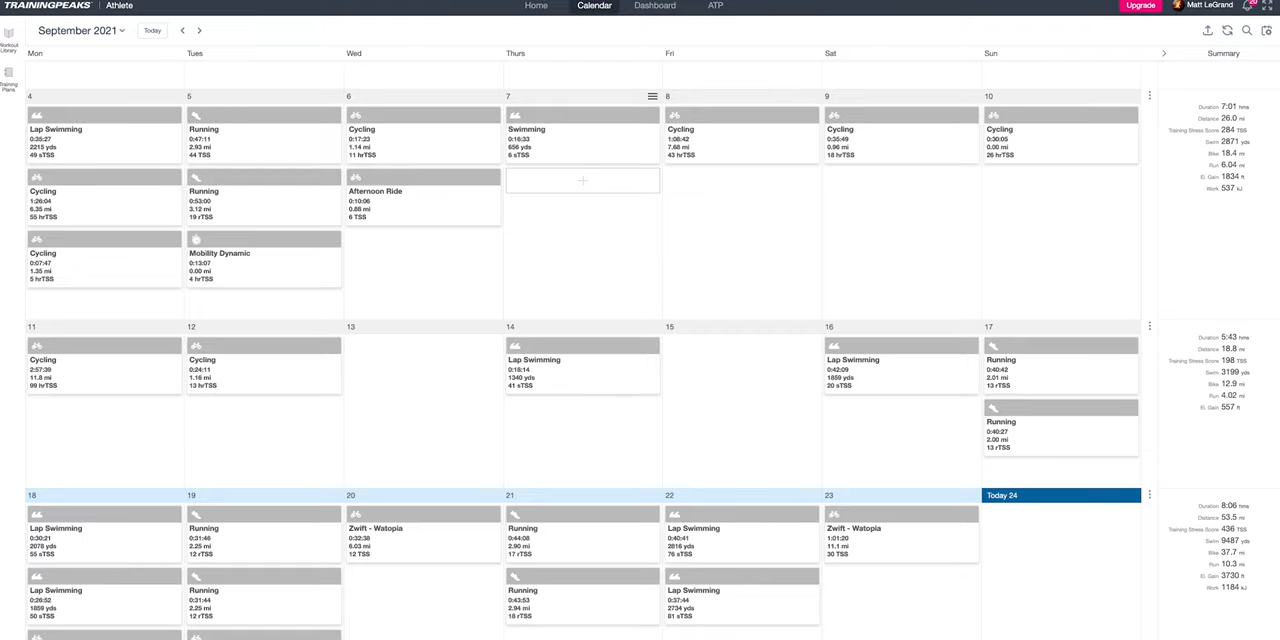 TRAININGPEAKS Athlete
Home Calendar Dashboard ATP
Upgrade Matt LeGrand 20
September 2021 Today
Workout Library
Training Plans
Mon Tues Wed Thurs Fri Sat Sun Summary
4 5 6 7 8 9 10
Lap Swimming
0:35:27
2215 yds
49 sTSS
Cycling
1:26:04
6.35 mi
55 hrTSS
Cycling
0:07:47
1.35 mi
5 hrTSS
Running
0:47:11
2.93 mi
44 TSS
Running
0:53:00
3.12 mi
19 rTSS
Mobility Dynamic
0:13:07
0.00 mi
4 hrTSS
Cycling
0:17:23
1.14 mi
11 hrTSS
Afternoon Ride
0:10:06
0.88 mi
6 TSS
Swimming
0:16:33
656 yds
6 sTSS
Cycling
1:08:42
7.68 mi
43 hrTSS
Cycling
0:35:49
0.96 mi
18 hrTSS
Cycling
0:30:05
0.00 mi
26 hrTSS
Duration 7:01 hms
Distance 26.0 mi
Training Stress Score 284 TSS
Swim 2871 yds
Bike 18.4 mi
Run 6.04 mi
El. Gain 1834 ft
Work 537 kJ
11 12 13 14 15 16 17
Cycling
2:57:39
11.8 mi
99 hrTSS
Cycling
0:24:11
1.16 mi
13 hrTSS
Lap Swimming
0:18:14
1340 yds
41 sTSS
Lap Swimming
0:42:09
1859 yds
20 sTSS
Running
0:40:42
2.01 mi
13 rTSS
Running
0:40:27
2.00 mi
13 rTSS
Duration 5:43 hms
Distance 18.8 mi
Training Stress Score 198 TSS
Swim 3199 yds
Bike 12.9 mi
Run 4.02 mi
El. Gain 557 ft
18 19 20 21 22 23 Today 24
Lap Swimming
0:30:21
2078 yds
55 sTSS
Lap Swimming
0:26:52
1859 yds
50 sTSS
Running
0:31:46
2.25 mi
12 rTSS
Running
0:31:44
2.25 mi
12 rTSS
Zwift - Watopia
0:32:38
6.03 mi
12 TSS
Running
0:44:08
2.90 mi
17 rTSS
Running
0:43:53
2.94 mi
18 rTSS
Lap Swimming
0:40:41
2816 yds
76 sTSS
Lap Swimming
0:37:44
2734 yds
81 sTSS
Zwift - Watopia
1:01:20
11.1 mi
30 TSS
Duration 8:06 hms
Distance 53.5 mi
Training Stress Score 436 TSS
Swim 9487 yds
Bike 37.7 mi
Run 10.3 mi
El. Gain 3730 ft
Work 1184 kJ